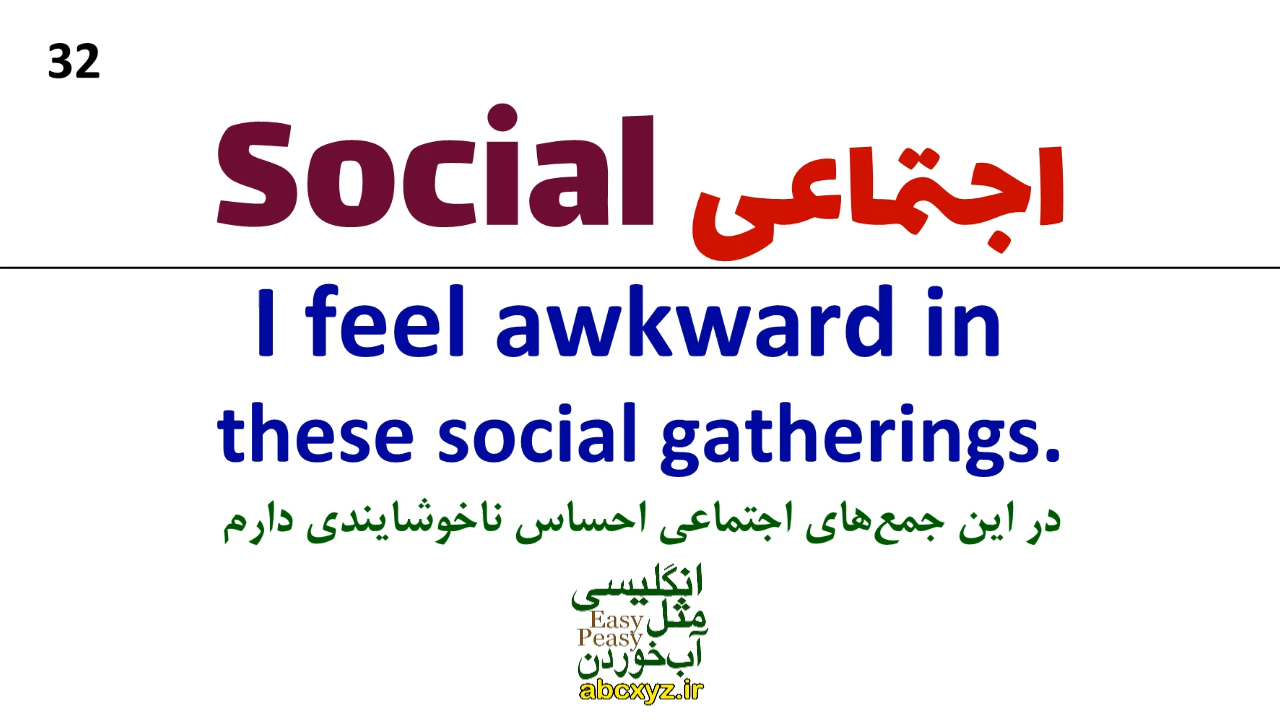 32
Social اجتماعی
I feel awkward in
these social gatherings.
در این جمع‌های اجتماعی احساس ناخوشایندی دارم
انگلیسی
مثل
Easy
Peasy
آب‌خوردن
abcxyz.ir